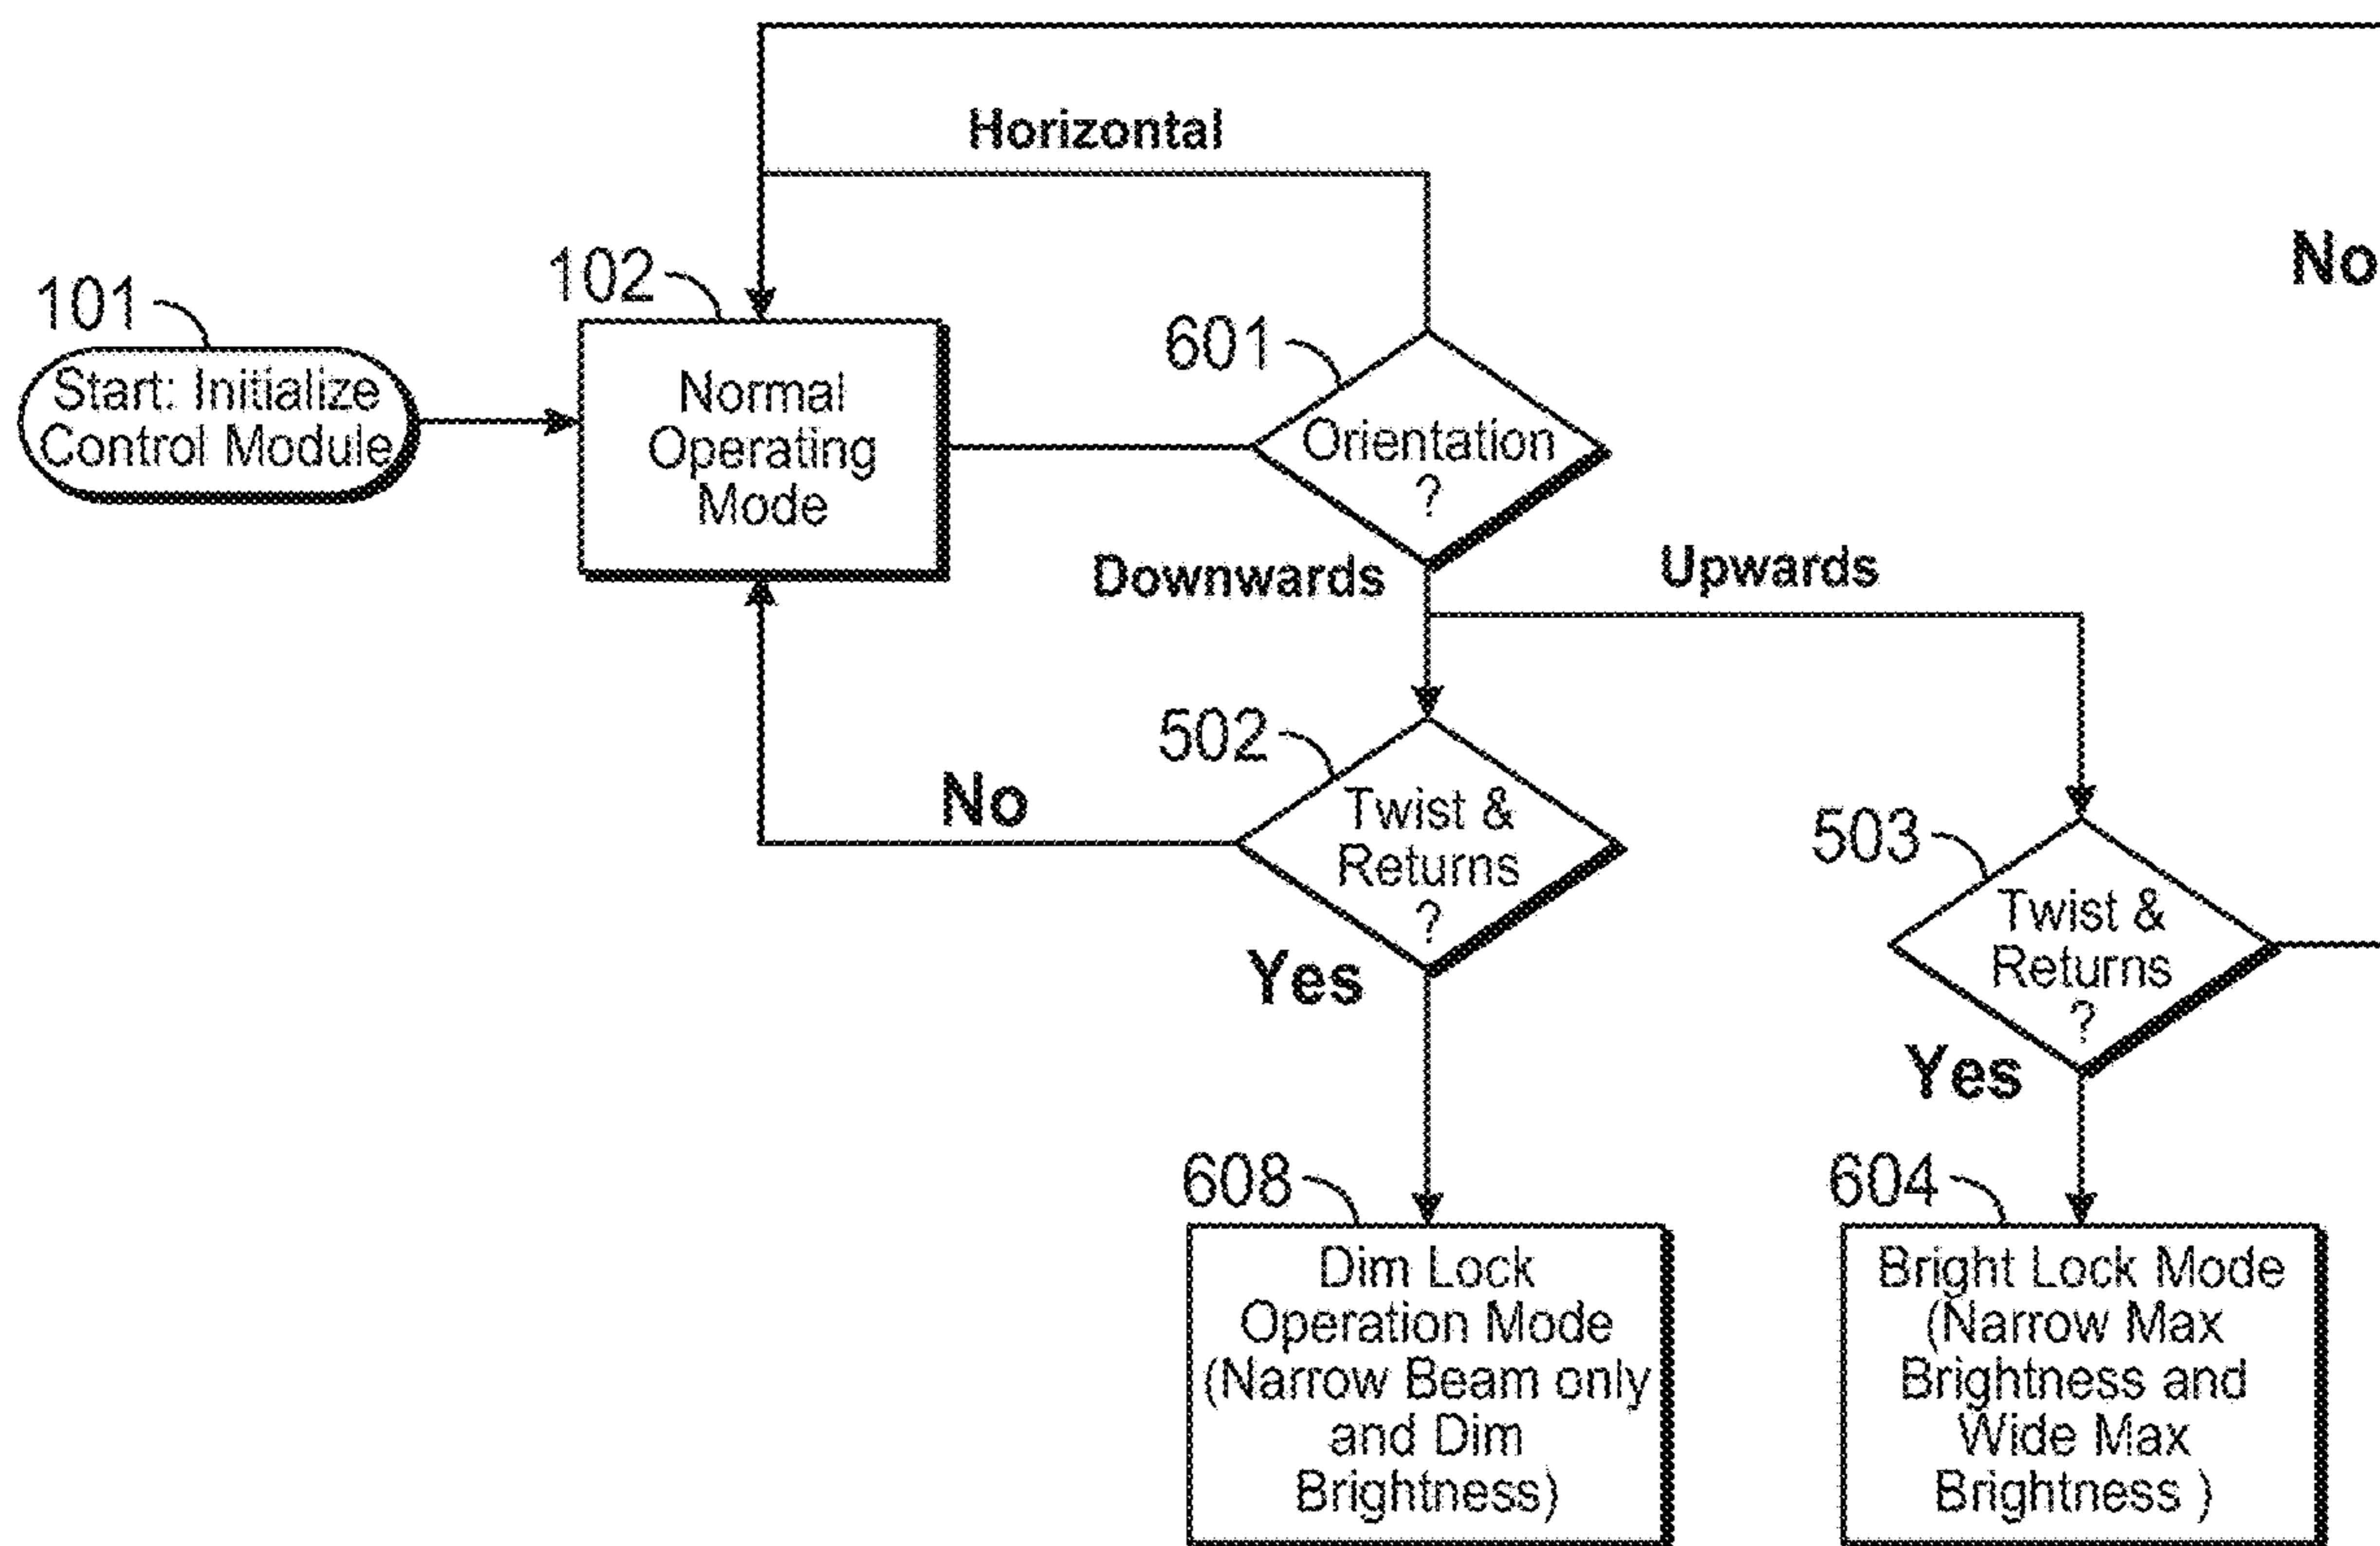 Horizontal
No
102
101
601
Start: Initialize
Control Module
Normal
Operating
Mode
Orientation
?
Downwards
Upwards
502
No
Twist &
Returns
?
503
Twist &
Returns
?
Yes
Yes
608
604
Dim Lock
Operation Mode
(Narrow Beam only
and Dim
Brightness)
Bright Lock Mode
(Narrow Max
Brightness and
Wide Max
Brightness )